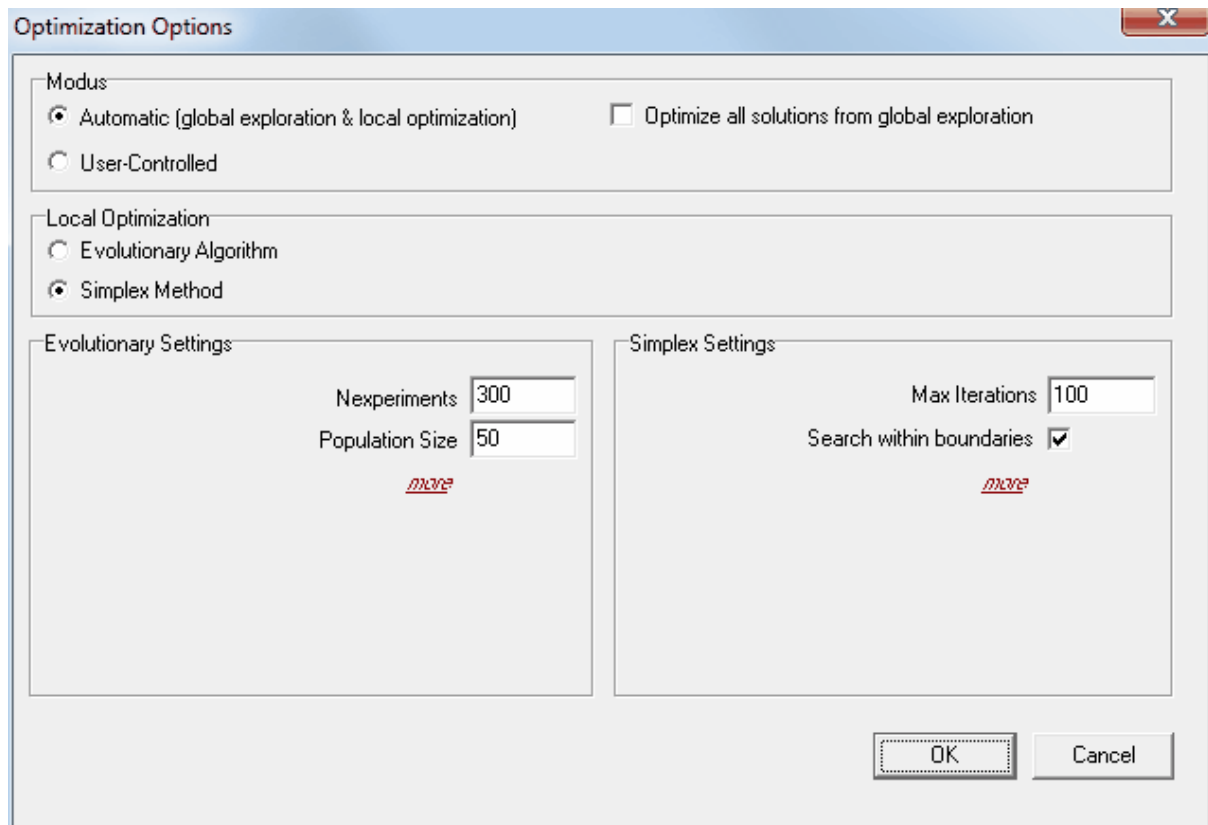 Optimization Options
Modus
Automatic (global exploration & local optimization)
Optimize all solutions from global exploration
User-Controlled
Local Optimization
Evolutionary Algorithm
Simplex Method
Evolutionary Settings
Nexperiments 300
Population Size 50
more
Simplex Settings
Max Iterations 100
Search within boundaries
more
OK
Cancel